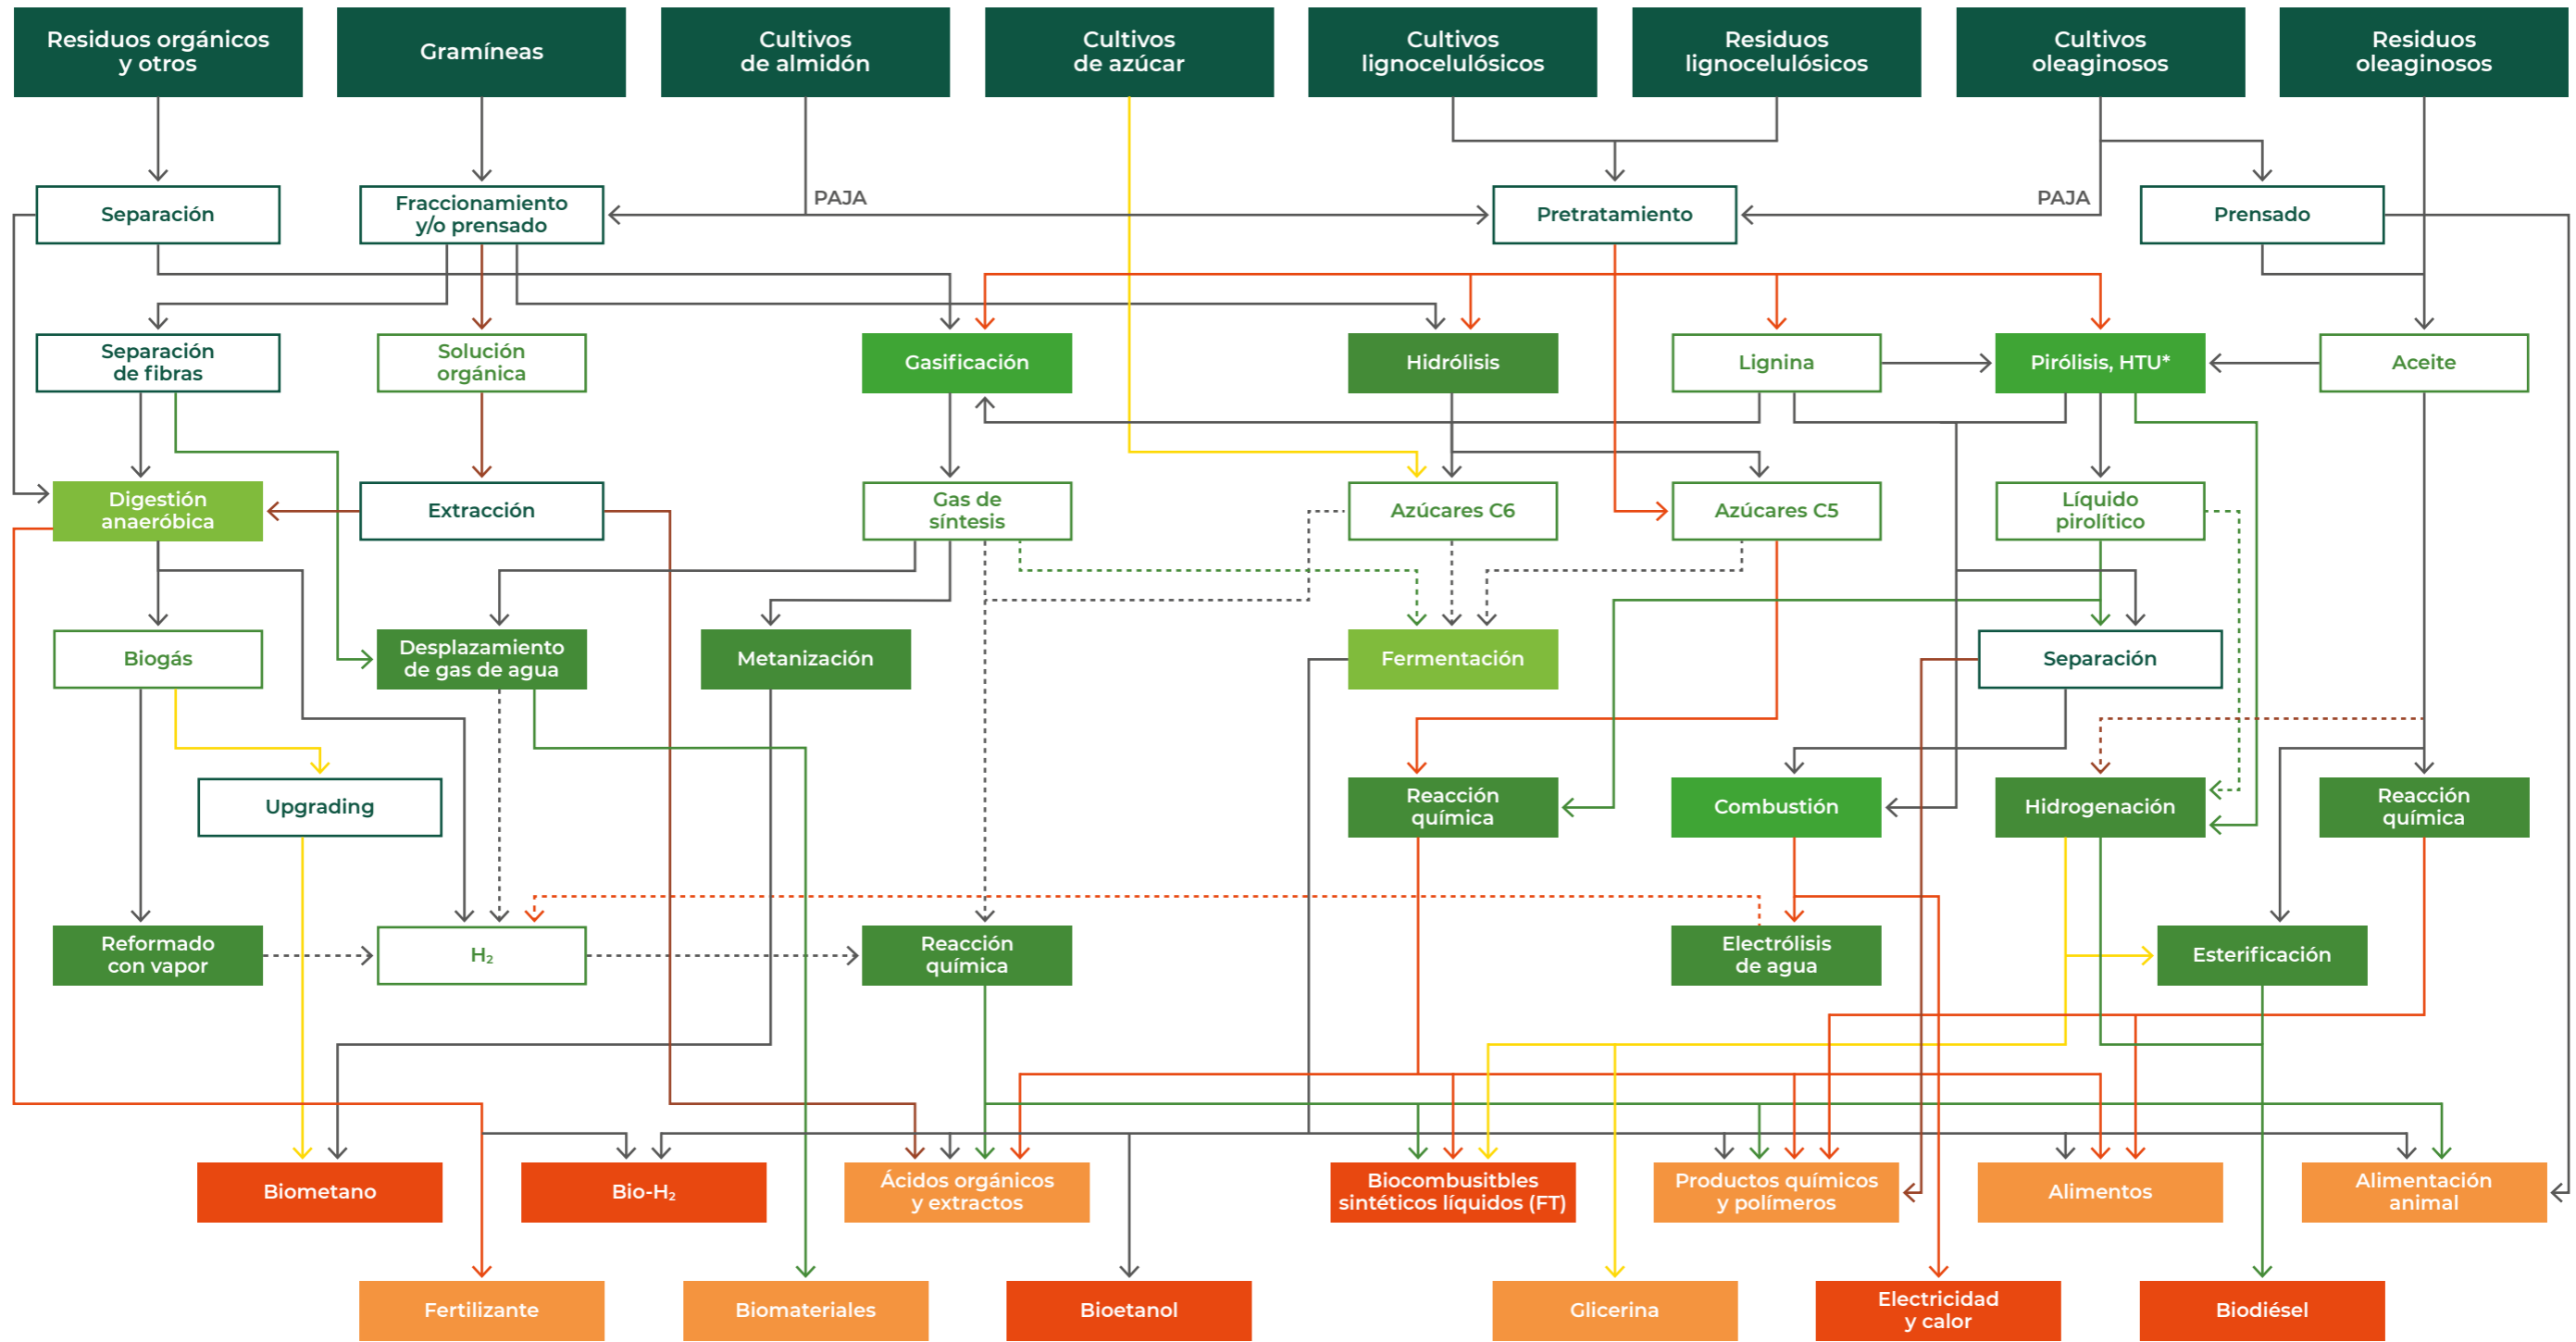 Residuos orgánicos
y otros
Gramíneas
Cultivos
de almidón
Cultivos
de azúcar
Cultivos
lignocelulósicos
Residuos
lignocelulósicos
Cultivos
oleaginosos
Residuos
oleaginosos
Separación
Fraccionamiento
y/o prensado
PAJA
Pretratamiento
PAJA
Prensado
Separación
de fibras
Solución
orgánica
Gasificación
Hidrólisis
Lignina
Pirólisis, HTU*
Aceite
Digestión
anaeróbica
Extracción
Gas de
síntesis
Azúcares C6
Azúcares C5
Líquido
pirolítico
Biogás
Desplazamiento
de gas de agua
Metanización
Fermentación
Separación
Upgrading
Reacción
química
Combustión
Hidrogenación
Reacción
química
Reformado
con vapor
H₂
Reacción
química
Electrólisis
de agua
Esterificación
Biometano
Bio-H₂
Ácidos orgánicos
y extractos
Biocombusitbles
sintéticos líquidos (FT)
Productos químicos
y polímeros
Alimentos
Alimentación
animal
Fertilizante
Biomateriales
Bioetanol
Glicerina
Electricidad
y calor
Biodiésel